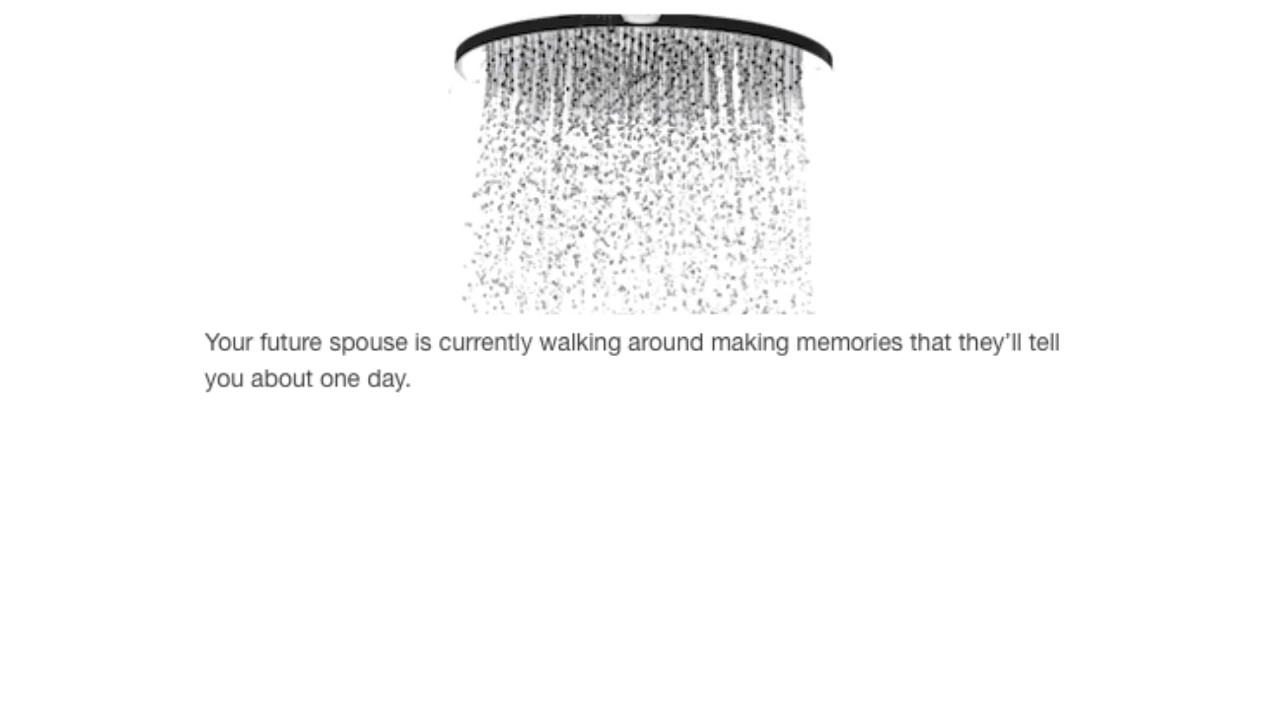 Your future spouse is currently walking around making memories that they’ll tell
you about one day.